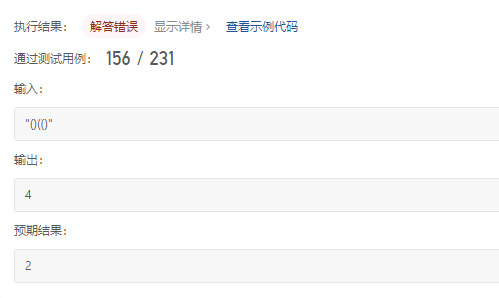 执行结果： 解答错误 显示详情 › 查看示例代码
通过测试用例： 156 / 231
输入：
"()(()"
输出：
4
预期结果：
2